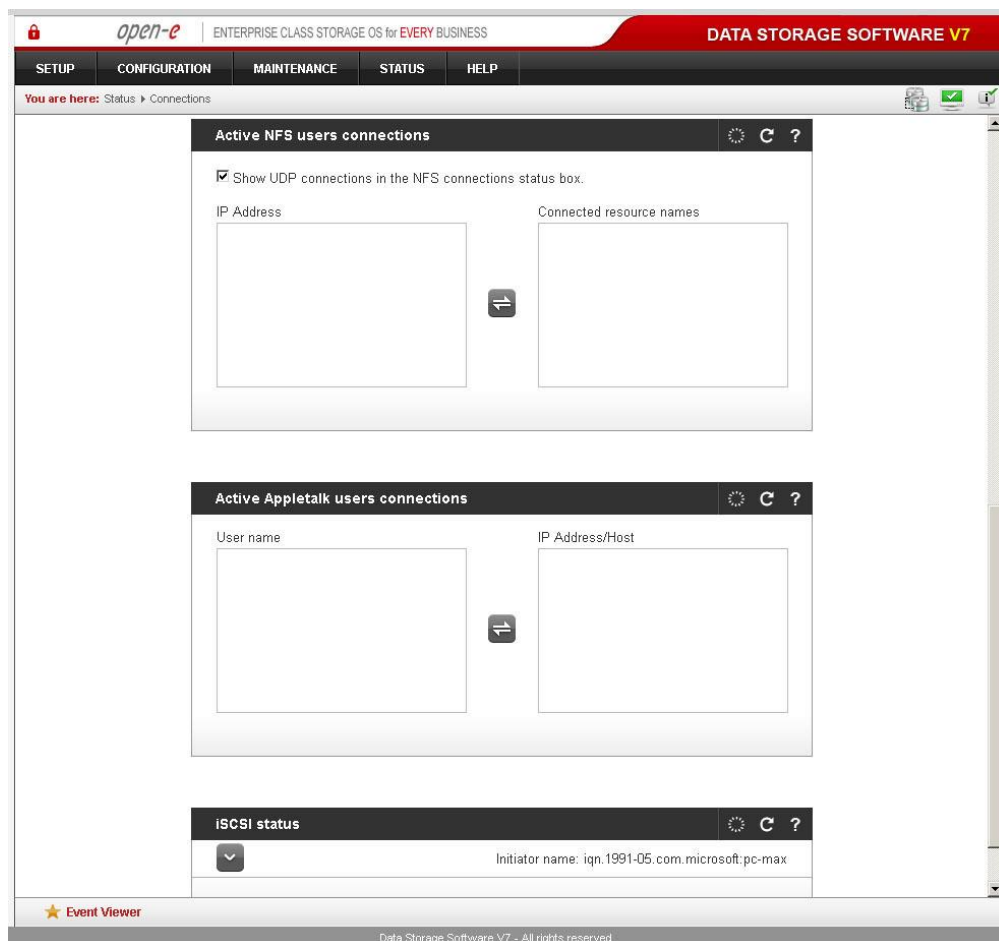 open-e ENTERPRISE CLASS STORAGE OS for EVERY BUSINESS DATA STORAGE SOFTWARE V7
SETUP CONFIGURATION MAINTENANCE STATUS HELP
You are here: Status Connections
Active NFS users connections ?
Show UDP connections in the NFS connections status box.
IP Address Connected resource names
Active Appletalk users connections ?
User name IP Address/Host
iSCSI status ?
Initiator name: iqn.1991-05.com.microsoft:pc-max
Event Viewer
Data Storage Software V7 - All rights reserved